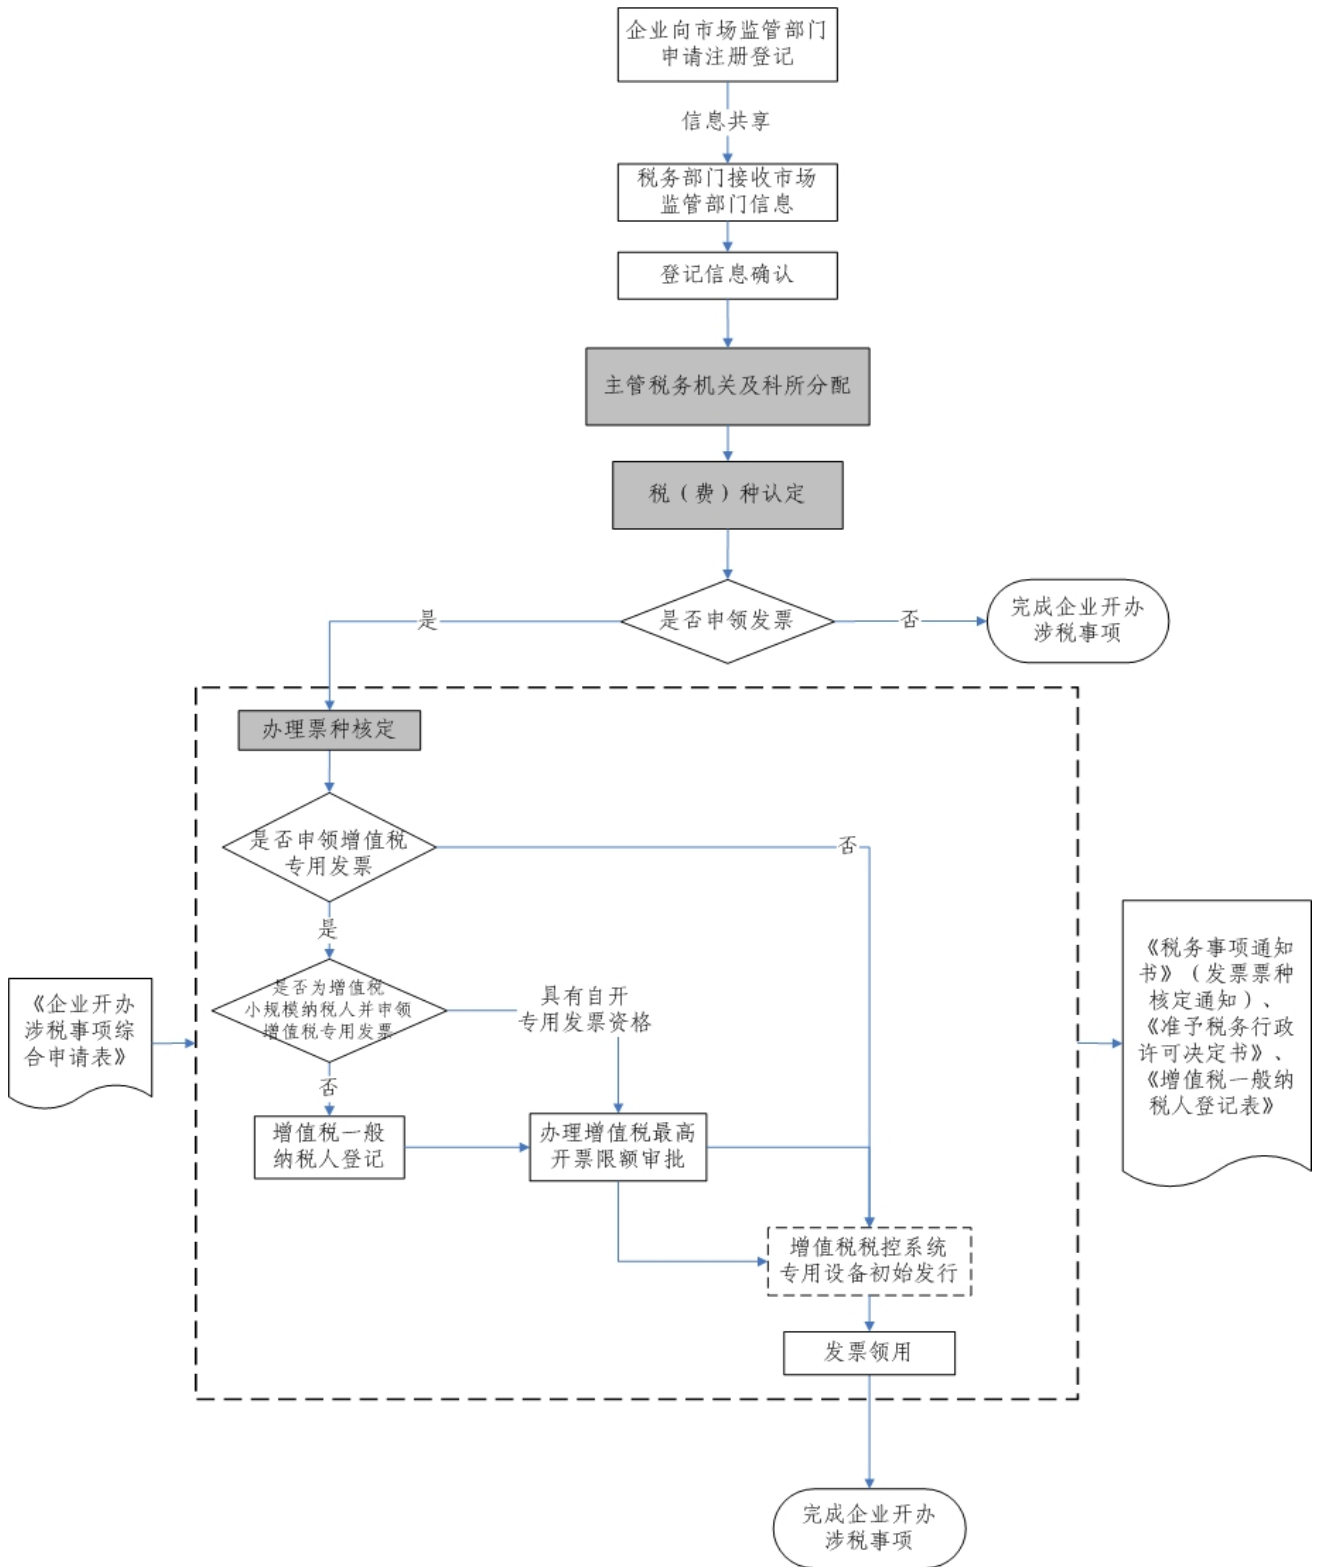 企业向市场监管部门
申请注册登记
信息共享
税务部门接收市场
监管部门信息
登记信息确认
主管税务机关及科所分配
税（费）种认定
是否申领发票
是
否
完成企业开办
涉税事项
办理票种核定
是否申领增值税
专用发票
否
是
是否为增值税
小规模纳税人并申领
增值税专用发票
具有自开
专用发票资格
否
增值税一般
纳税人登记
办理增值税最高
开票限额审批
增值税税控系统
专用设备初始发行
发票领用
完成企业开办
涉税事项
《企业开办
涉税事项综
合申请表》
《税务事项通知
书》（发票票种
核定通知）、
《准予税务行政
许可决定书》、
《增值税一般纳
税人登记表》